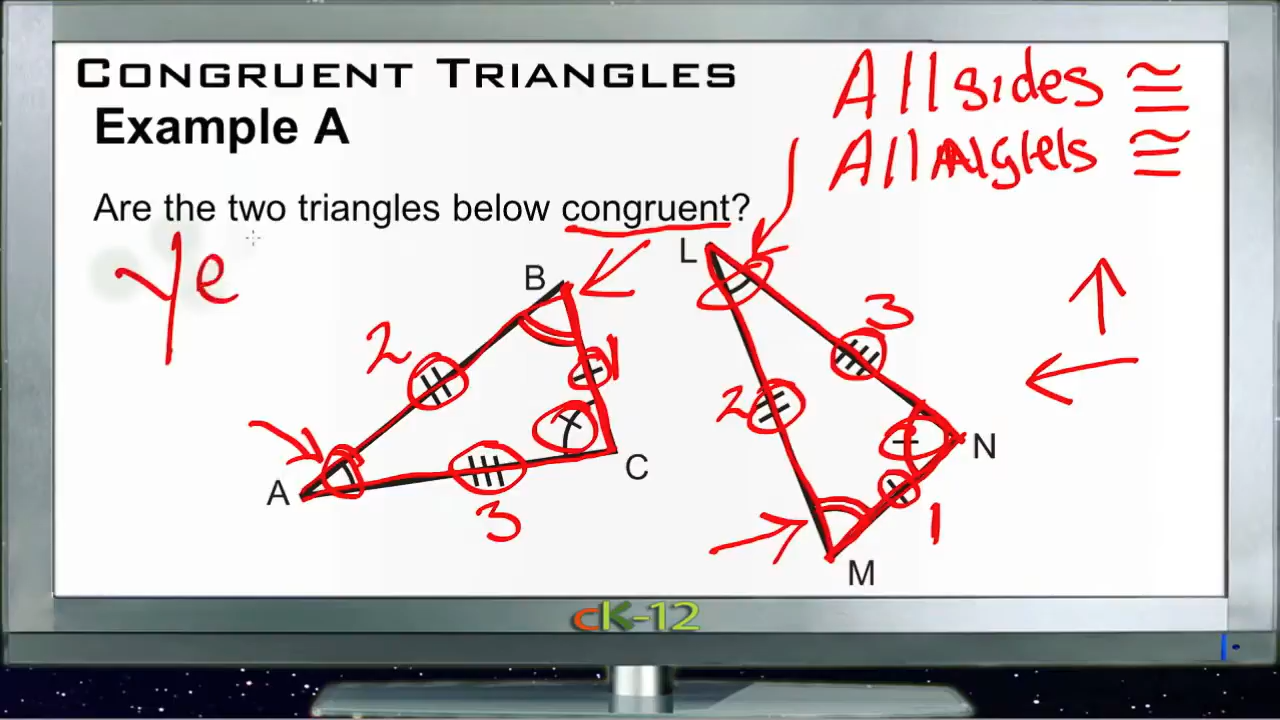 CONGRUENT TRIANGLES
Example A
All sides ≅
All Anglels ≅
Are the two triangles below congruent?
Ye
B
L
2
1
3
2
A
3
C
N
1
M
cK-12